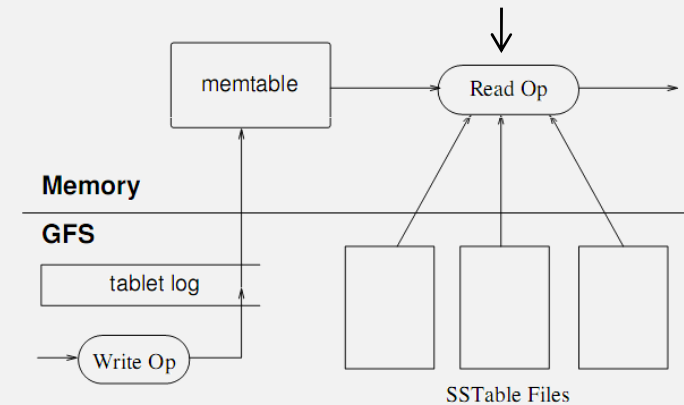 memtable
Read Op
Memory
GFS
tablet log
Write Op
SSTable Files